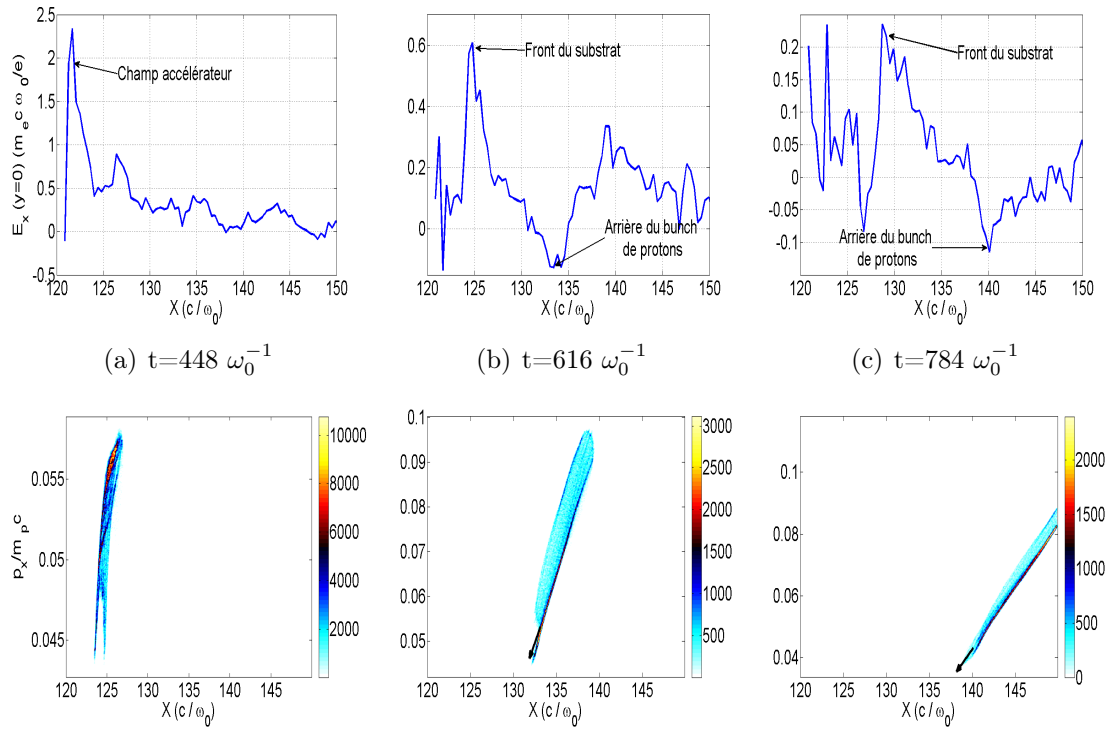 2.5
2
1.5
1
0.5
0
-0.5
E_x (y=0) (m_e c ω_0/e)
Champ accélérateur
120 125 130 135 140 145 150
X (c/ω_0)
0.6
0.4
0.2
0
Front du substrat
Arrière du bunch
de protons
120 125 130 135 140 145 150
X (c/ω_0)
0.2
0.15
0.1
0.05
0
-0.05
-0.1
Front du substrat
Arrière du bunch
de protons
120 125 130 135 140 145 150
X (c/ω_0)
(a) t=448 ω_0^{-1}
(b) t=616 ω_0^{-1}
(c) t=784 ω_0^{-1}
0.055
0.05
0.045
p_x/m_p c
120 125 130 135 140 145
X (c/ω_0)
10000
8000
6000
4000
2000
0.1
0.09
0.08
0.07
0.06
0.05
120 125 130 135 140 145
X (c/ω_0)
3000
2500
2000
1500
1000
500
0.1
0.08
0.06
0.04
120 125 130 135 140 145
X (c/ω_0)
2000
1500
1000
500
0